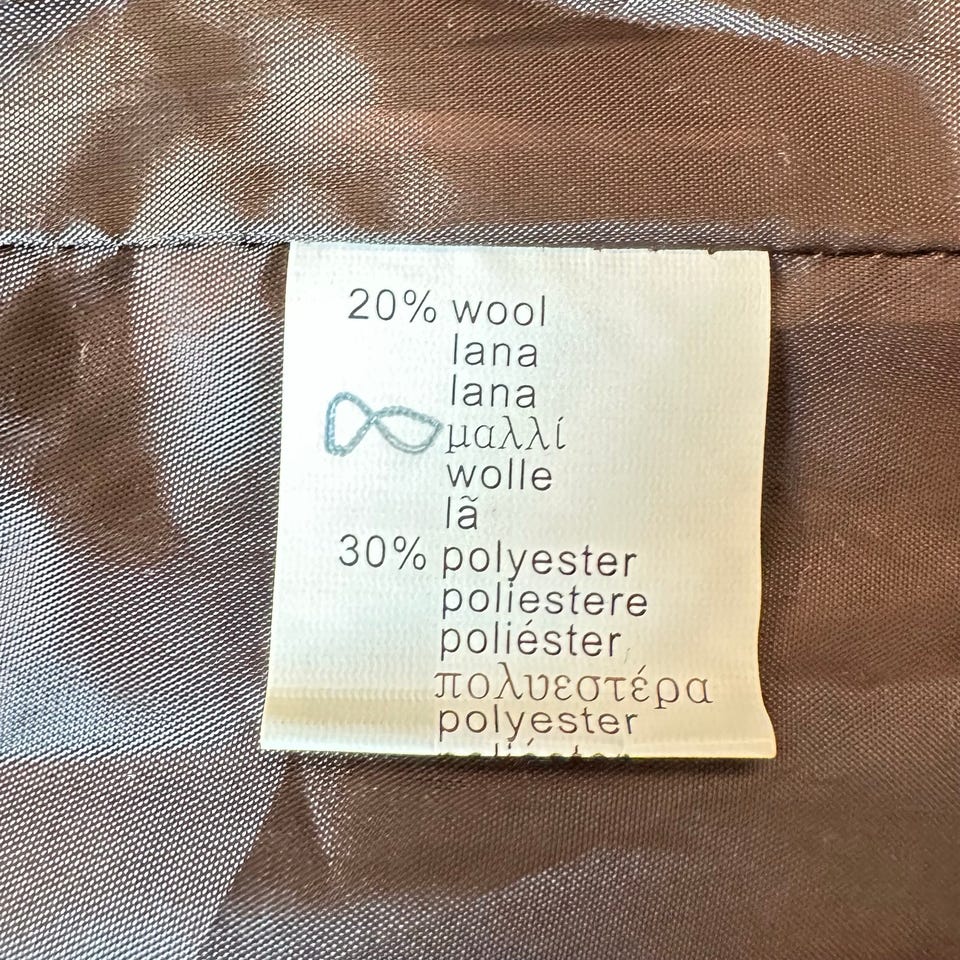 20% wool
lana
lana
μαλλί
wolle
lã
30% polyester
poliestere
poliéster
πολυεστέρα
polyester